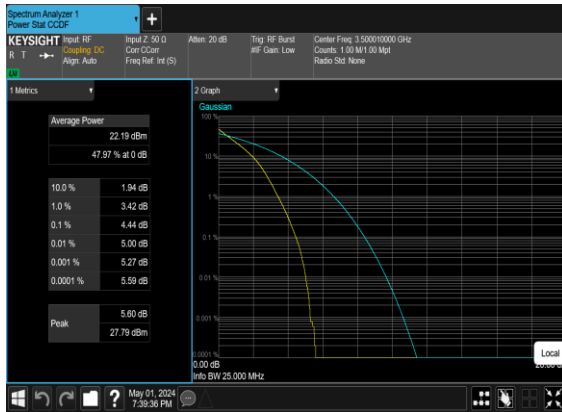 Spectrum Analyzer 1
Power Stat CCDF
+
KEYSIGHT Input: RF Input Z: 50 Ω Atten: 20 dB Trig: RF Burst Center Freq: 3.500010000 GHz
R T Coupling: DC Corr CCorr #IF Gain: Low Counts: 1.00 M/1.00 Mpt
Align: Auto Freq Ref: Int (S) Radio Std: None
1 Metrics
2 Graph
Average Power
22.19 dBm
47.97 % at 0 dB
10.0 % 1.94 dB
1.0 % 3.42 dB
0.1 % 4.44 dB
0.01 % 5.00 dB
0.001 % 5.27 dB
0.0001 % 5.59 dB
Peak 5.60 dB
27.79 dBm
Gaussian
100 %
10 %
1 %
0.1 %
0.01 %
0.001 %
0.0001 %
0.00 dB
Info BW 25.000 MHz
Local
?
May 01, 2024
7:39:36 PM